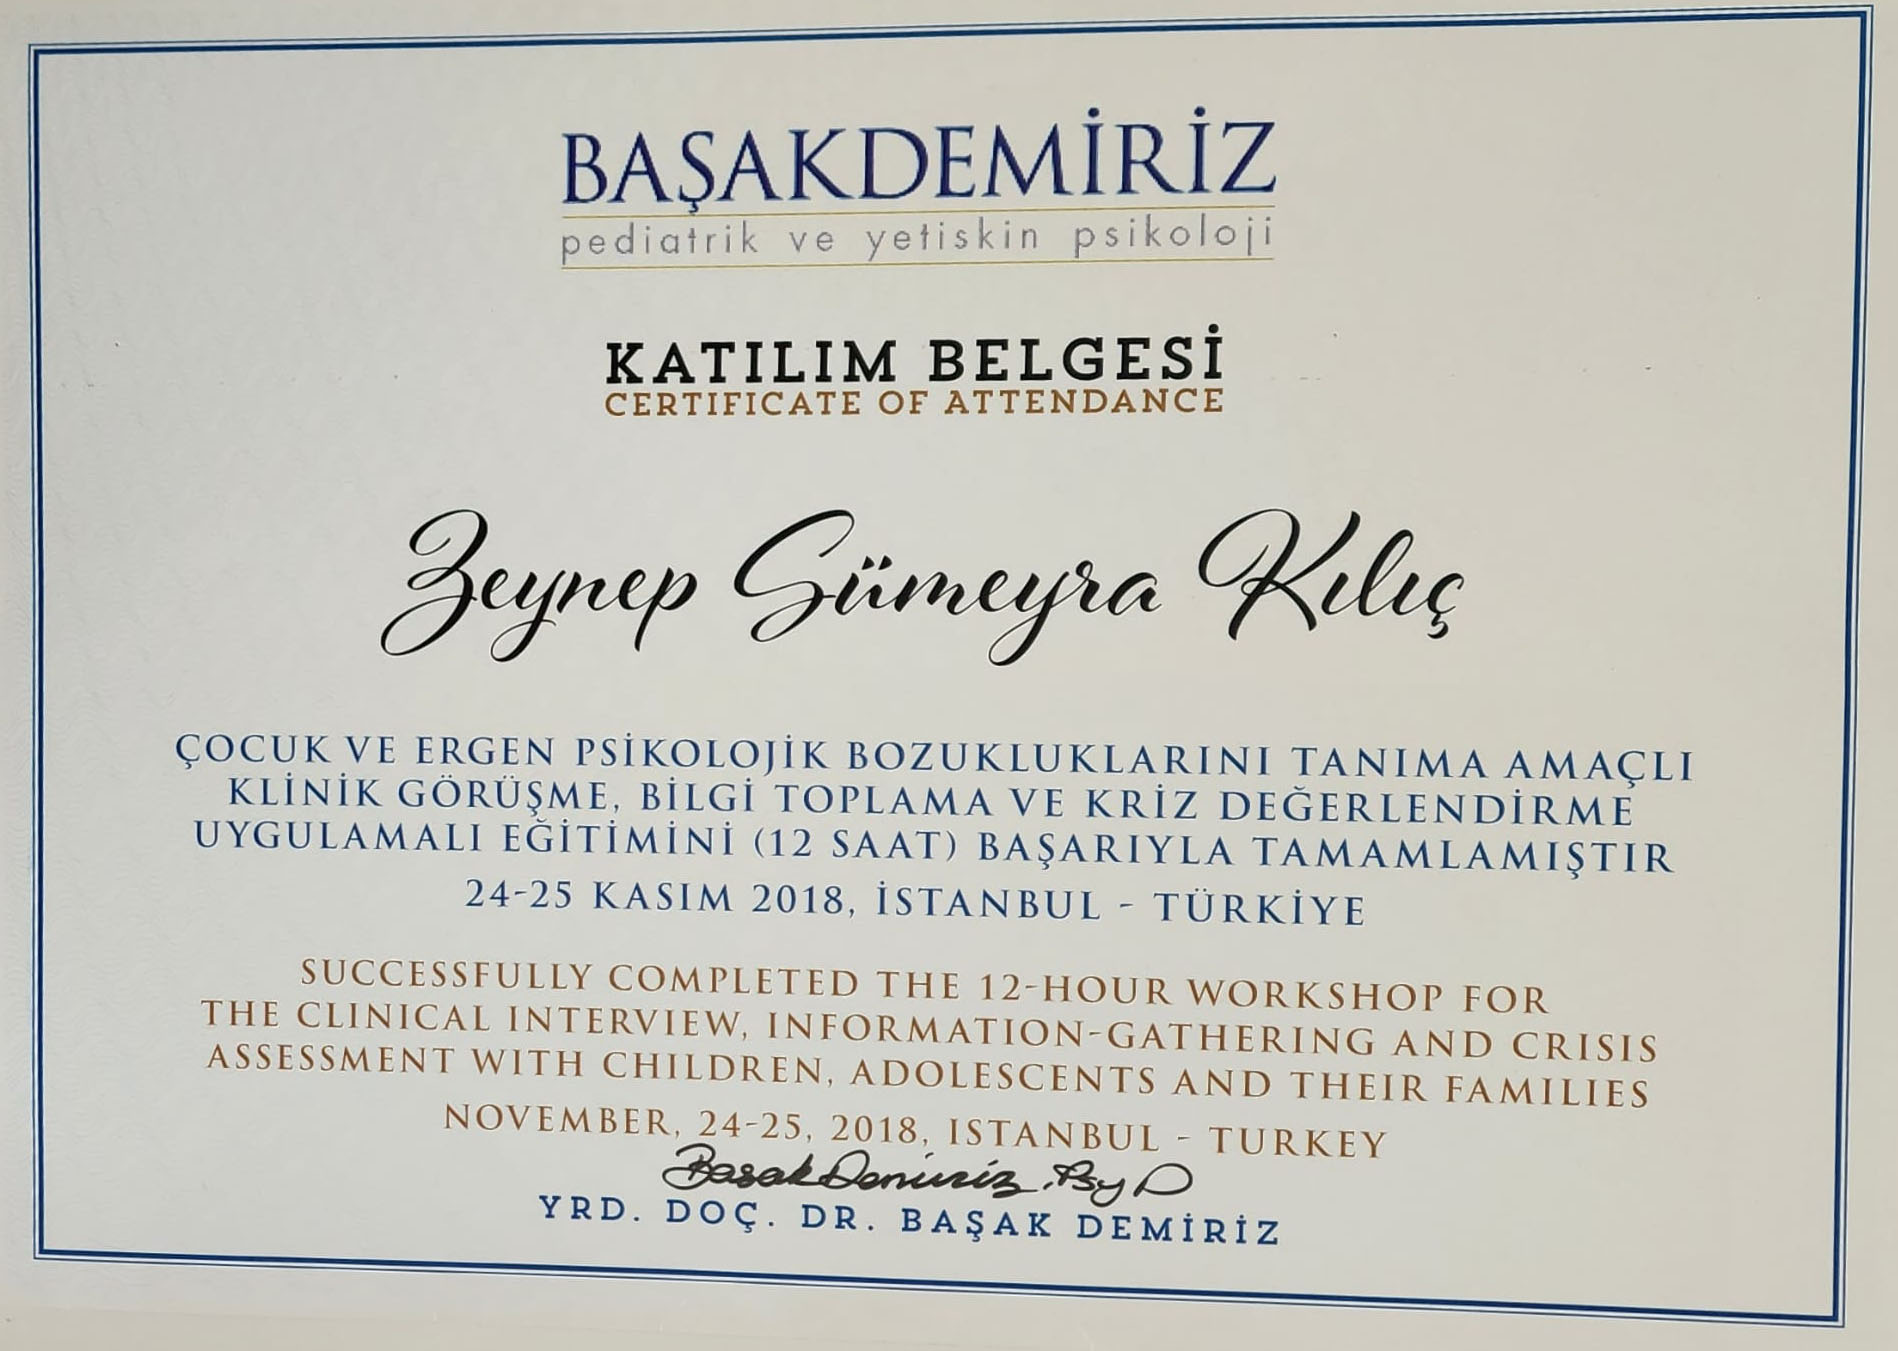 BAŞAKDEMİRİZ
pediatrik ve yetiskin psikoloji
KATILIM BELGESİ
CERTIFICATE OF ATTENDANCE
Zeynep Sümeyra Kılıç
ÇOCUK VE ERGEN PSİKOLOJİK BOZUKLUKLARINI TANIMA AMAÇLI
KLİNİK GÖRÜŞME, BİLGİ TOPLAMA VE KRİZ DEĞERLENDİRME
UYGULAMALI EĞİTİMİNİ (12 SAAT) BAŞARIYLA TAMAMLAMIŞTIR
24-25 KASIM 2018, İSTANBUL - TÜRKİYE
SUCCESSFULLY COMPLETED THE 12-HOUR WORKSHOP FOR
THE CLINICAL INTERVIEW, INFORMATION-GATHERING AND CRISIS
ASSESSMENT WITH CHILDREN, ADOLESCENTS AND THEIR FAMILIES
NOVEMBER, 24-25, 2018, ISTANBUL - TURKEY
Başak Demiriz, PsyD
YRD. DOÇ. DR. BAŞAK DEMİRİZ